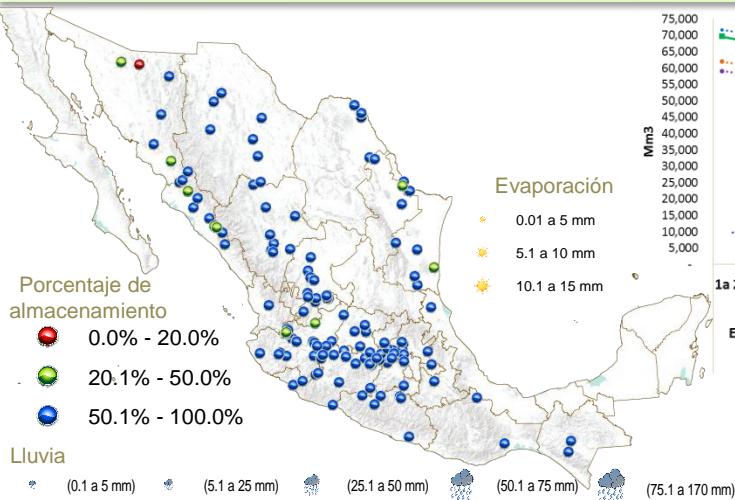 75,000
70,000
65,000
60,000
55,000
50,000
45,000
40,000
35,000
30,000
25,000
20,000
15,000
10,000
5,000
Mm3
1a
E
Evaporación
0.01 a 5 mm
5.1 a 10 mm
10.1 a 15 mm
Porcentaje de
almacenamiento
0.0% - 20.0%
20.1% - 50.0%
50.1% - 100.0%
Lluvia
(0.1 a 5 mm)
(5.1 a 25 mm)
(25.1 a 50 mm)
(50.1 a 75 mm)
(75.1 a 170 mm)